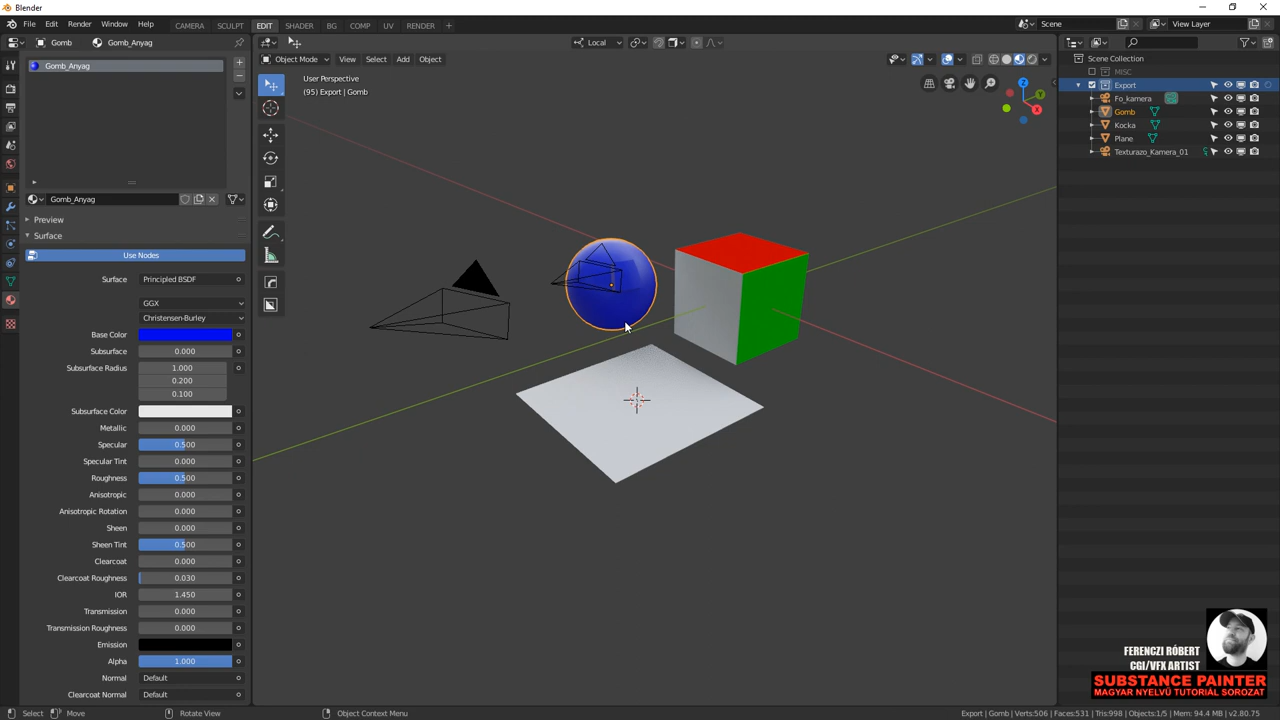 Blender
File Edit Render Window Help CAMERA SCULPT EDIT SHADER BG COMP UV RENDER + Scene View Layer
Gomb Gomb_Anyag Local
Object Mode View Select Add Object
Gomb_Anyag
User Perspective
(95) Export | Gomb
Z
Y
X
Scene Collection
MISC
Export
Fo_kamera
Gomb
Kocka
Plane
Texturazo_Kamera_01
Gomb_Anyag
Preview
Surface
Use Nodes
Surface Principled BSDF
GGX
Christensen-Burley
Base Color
Subsurface 0.000
Subsurface Radius 1.000
0.200
0.100
Subsurface Color
Metallic 0.000
Specular 0.500
Specular Tint 0.000
Roughness 0.500
Anisotropic 0.000
Anisotropic Rotation 0.000
Sheen 0.000
Sheen Tint 0.500
Clearcoat 0.000
Clearcoat Roughness 0.030
IOR 1.450
Transmission 0.000
Transmission Roughness 0.000
Emission
Alpha 1.000
Normal Default
Clearcoat Normal Default
FERENCZI RÓBERT
CGI/VFX ARTIST
SUBSTANCE PAINTER
MAGYAR NYELVŰ TUTORIÁL SOROZAT
Select Move Rotate View Object Context Menu Export | Gomb | Verts:506 | Faces:531 | Tris:998 | Objects:1/5 | Mem: 94.4 MB | v2.80.75